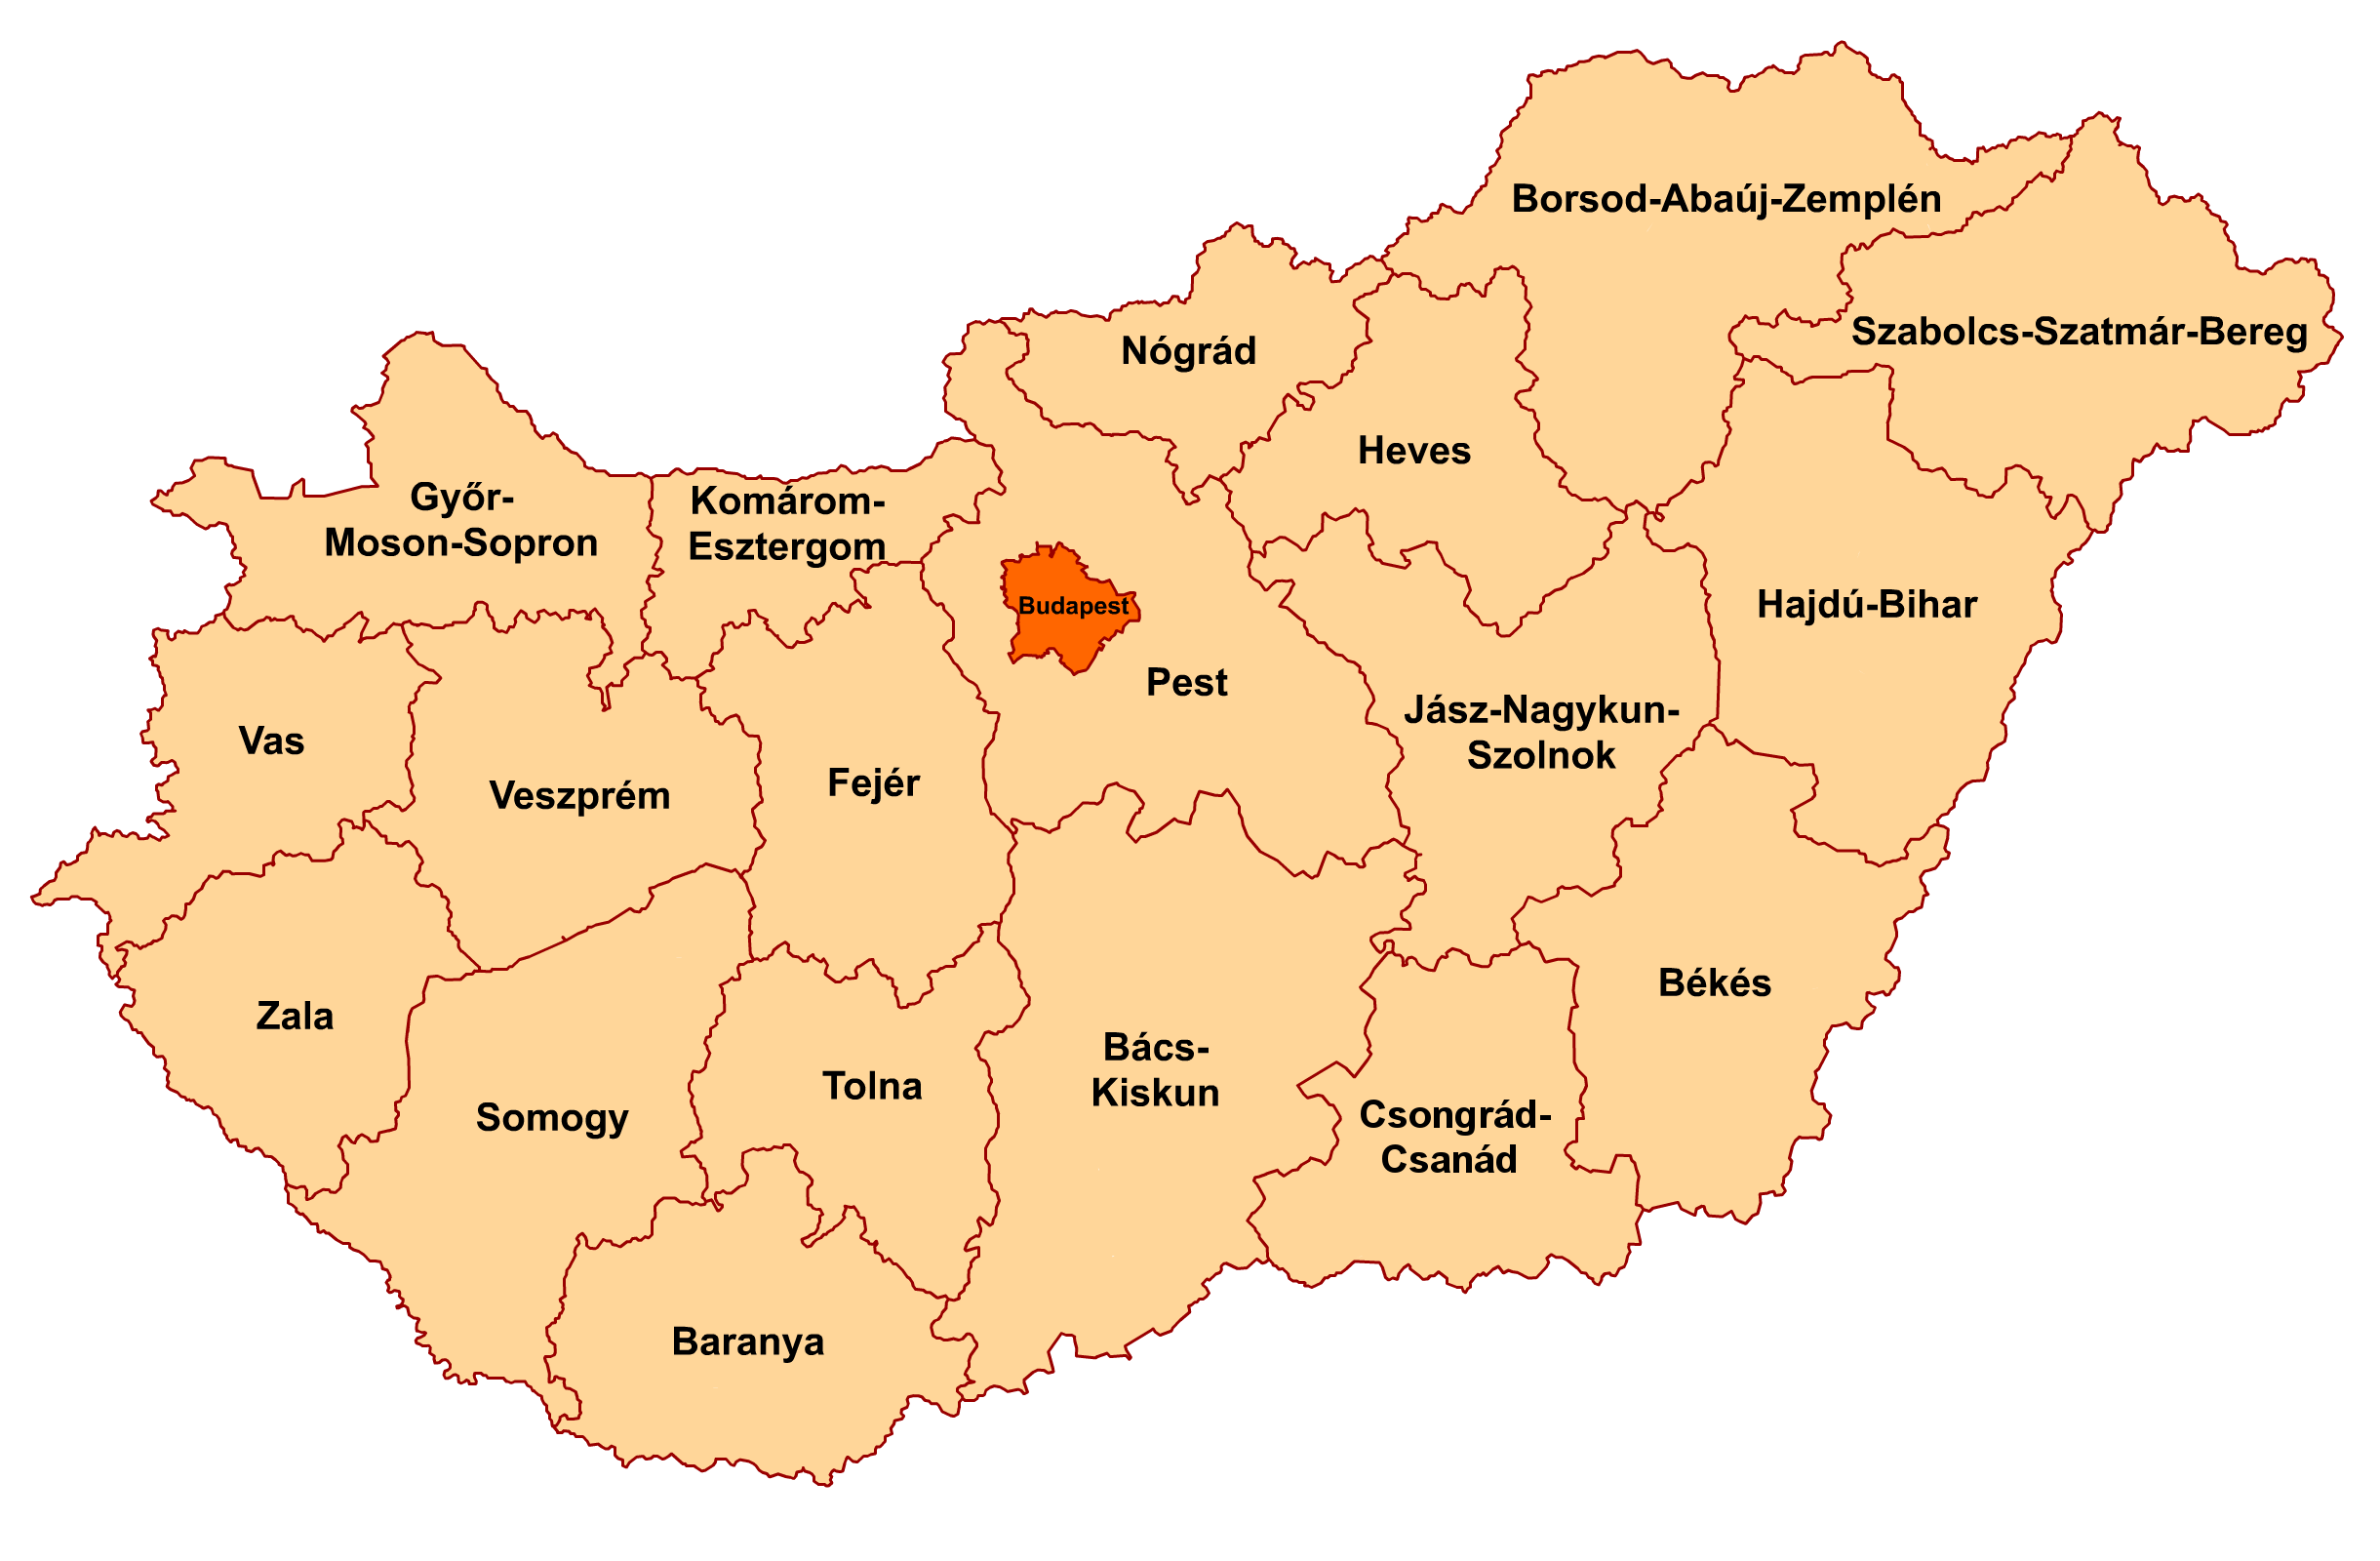 Borsod-Abaúj-Zemplén
Szabolcs-Szatmár-Bereg
Nógrád
Heves
Győr-
Moson-Sopron
Komárom-
Esztergom
Budapest
Hajdú-Bihar
Pest
Jász-Nagykun-
Szolnok
Vas
Veszprém
Fejér
Békés
Zala
Bács-
Kiskun
Tolna
Somogy
Csongrád-
Csanád
Baranya